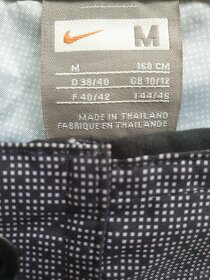 M
M 168 CM
D 38/40 GB 10/12
F 40/42 I 44/46
MADE IN THAILAND
FABRIQUE EN THAILANDE